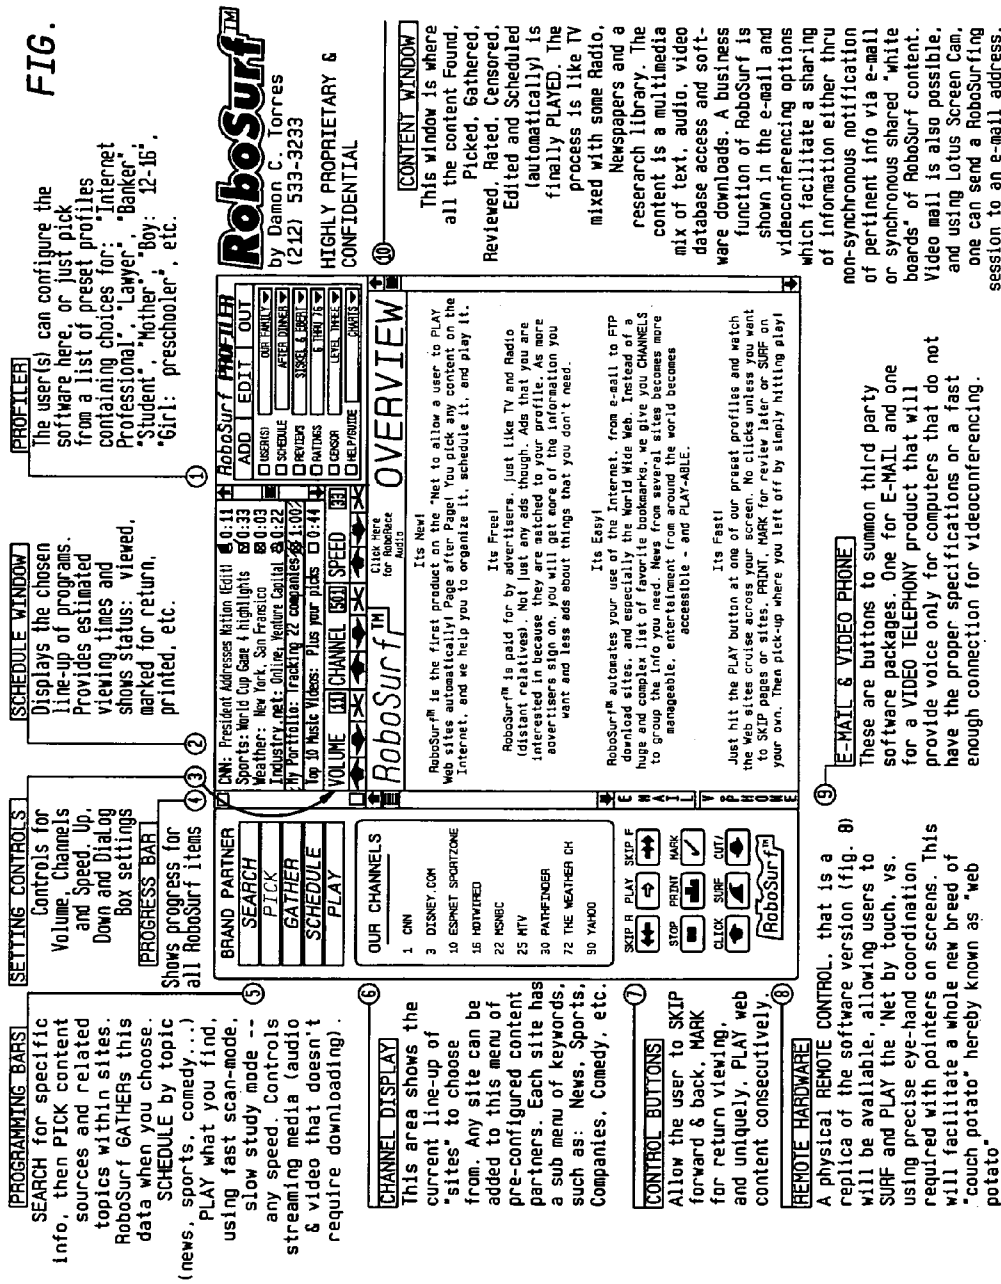 FIG.
RoboSurf™
by Damon C. Torres
(212) 533-3233
HIGHLY PROPRIETARY &
CONFIDENTIAL
PROFILER
The user(s) can configure the
software here, or just pick
from a list of preset profiles
containing choices for: "Internet
Professional", "Lawyer", "Banker",
"Student", "Mother", "Boy: 12-16",
"Girl: preschooler", etc.
1
SCHEDULE WINDOW
Displays the chosen
line-up of programs.
Provides estimated
viewing times and
shows status: viewed,
marked for return,
printed, etc.
2
SETTING CONTROLS
Controls for
Volume, Channels
and Speed. Up,
Down and DiaLog
Box settings
3
PROGRESS BAR
Shows progress for
all RoboSurf items
4
PROGRAMMING BARS
SEARCH for specific
info, then PICK content
sources and related
topics within sites.
RoboSurf GATHERs this
data when you choose.
SCHEDULE by topic
(news, sports, comedy...)
PLAY what you find,
using fast scan-mode,
slow study mode --
any speed. Controls
streaming media (audio
& video that doesn't
require downloading).
5
BRAND PARTNER
SEARCH
PICK
GATHER
SCHEDULE
PLAY
CNN: President Addresses Nation (Edit) 0:11
Sports: World Cup Game 4 highlights 0:33
Weather: New York, San Fransico 0:03
Industry.net: Online, Venture Capital 0:22
My Portfolio: Tracking 22 companies 1:00
Top 10 Music Videos: Plus your picks 0:44
VOLUME 11 CHANNEL 501 SPEED 33
RoboSurf PROFILER
ADD EDIT OUT
USER(S) OUR FAMILY
SCHEDULE AFTER DINNER
REVIEWS SISKEL & EBERT
RATINGS 6 THRU 76
CENSOR LEVEL THREE
HELP/GUIDE CHARTS
RoboSurf™
Click Here
for RoboRace
Audio
OVERVIEW
Its New!
RoboSurf™ is the first product on the "Net to allow a user to PLAY
Web sites automatically! Page after Page! You pick any content on the
Internet, and we help you to organize it, schedule it, and play it.
Its Free!
RoboSurf™ is paid for by advertisers, just like TV and Radio
(distant relatives). Not just any ads though. Ads that you are
interested in because they are matched to your profile. As more
advertisers sign on, you will get more of the information you
want and less ads about things that you don't need.
Its Easy!
RoboSurf™ automates your use of the Internet, from e-mail to FTP
download sites, and especially the World Wide Web. Instead of a
huge and complex list of favorite bookmarks, we give you CHANNELS
to group the info you need. News from several sites becomes more
manageable, entertainment from around the world becomes
accessible - and PLAY-ABLE.
Its Fast!
Just hit the PLAY button at one of our preset profiles and watch
the Web sites cruise across your screen. No clicks unless you want
to SKIP pages or sites, PRINT, MARK for review later or SURF on
your own. Then pick-up where you left off by simply hitting play!
OUR CHANNELS
1 CNN
3 DISNEY.COM
10 ESPNET SPORTZONE
16 HOTWIRED
22 MSNBC
25 MTV
30 PATHFINDER
72 THE WEATHER CH
90 YAHOO
E MAIL
V PHONE
SKIP R PLAY SKIP F
STOP PRINT MARK
CLICK SURF CUT/
RoboSurf™
6
CHANNEL DISPLAY
This area shows the
current line-up of
"sites" to choose
from. Any site can be
added to this menu of
pre-configured content
partners. Each site has
a sub menu of keywords,
such as: News, Sports,
Companies, Comedy, etc.
7
CONTROL BUTTONS
Allow the user to SKIP
forward & back, MARK
for return viewing,
and uniquely, PLAY web
content consecutively.
8
REMOTE HARDWARE
A physical REMOTE CONTROL, that is a
replica of the software version (fig. 8)
will be available, allowing users to
SURF and PLAY the 'Net by touch, vs.
using precise eye-hand coordination
required with pointers on screens. This
will facilitate a whole new breed of
"couch potato" hereby known as "web
potato"
9
E-MAIL & VIDEO PHONE
These are buttons to summon third party
software packages. One for E-MAIL and one
for a VIDEO TELEPHONY product that will
provide voice only for computers that do not
have the proper specifications or a fast
enough connection for videoconferencing.
10
CONTENT WINDOW
This window is where
all the content Found,
Picked, Gathered,
Reviewed, Rated, Censored,
Edited and Scheduled
(automatically) is
finally PLAYED. The
process is like TV
mixed with some Radio,
Newspapers and a
reserarch library. The
content is a multimedia
mix of text, audio, video
database access and soft-
ware downloads. A business
function of RoboSurf is
shown in the e-mail and
videoconferencing options
which facilitate a sharing
of information either thru
non-synchronous notification
of pertinent info via e-mail
or synchronous shared "white
boards" of RoboSurf content.
Video mail is also possible,
and using Lotus Screen Cam,
one can send a RoboSurfing
session to an e-mail address.